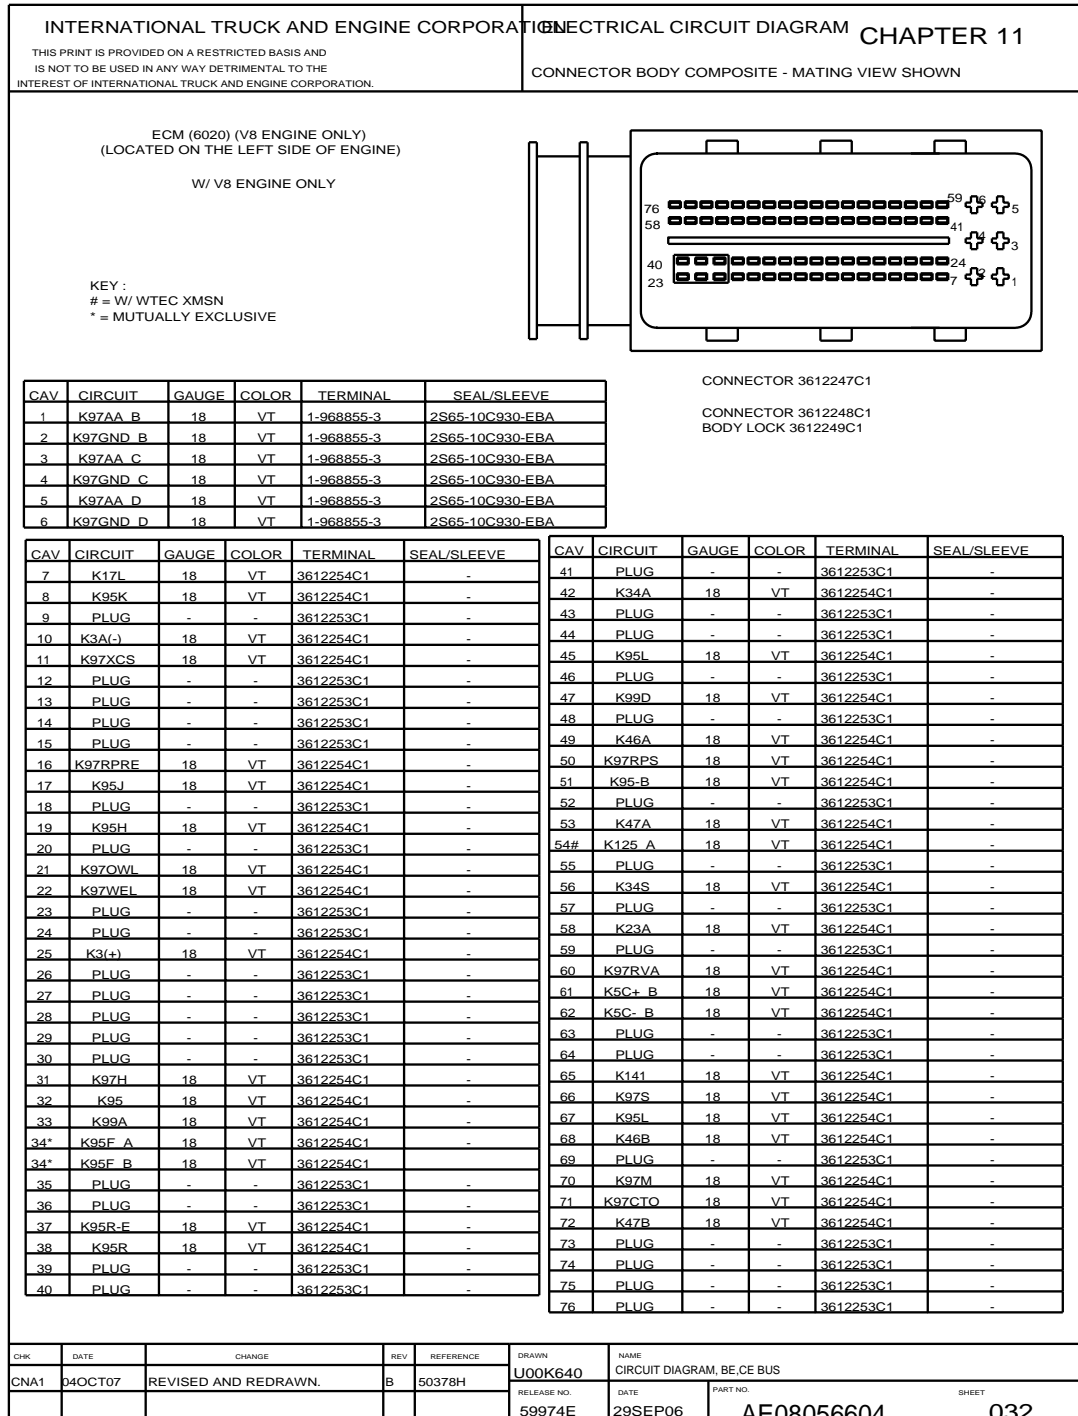 INTERNATIONAL TRUCK AND ENGINE CORPORATION
THIS PRINT IS PROVIDED ON A RESTRICTED BASIS AND
IS NOT TO BE USED IN ANY WAY DETRIMENTAL TO THE
INTEREST OF INTERNATIONAL TRUCK AND ENGINE CORPORATION.
ELECTRICAL CIRCUIT DIAGRAM CHAPTER 11
CONNECTOR BODY COMPOSITE - MATING VIEW SHOWN
ECM (6020) (V8 ENGINE ONLY)
(LOCATED ON THE LEFT SIDE OF ENGINE)
W/ V8 ENGINE ONLY
KEY :
# = W/ WTEC XMSN
* = MUTUALLY EXCLUSIVE
76 59 6 5
58 41 4 3
40 24
23 7 2 1
CONNECTOR 3612247C1
CONNECTOR 3612248C1
BODY LOCK 3612249C1
CAV CIRCUIT GAUGE COLOR TERMINAL SEAL/SLEEVE
1 K97AA_B 18 VT 1-968855-3 2S65-10C930-EBA
2 K97GND_B 18 VT 1-968855-3 2S65-10C930-EBA
3 K97AA_C 18 VT 1-968855-3 2S65-10C930-EBA
4 K97GND_C 18 VT 1-968855-3 2S65-10C930-EBA
5 K97AA_D 18 VT 1-968855-3 2S65-10C930-EBA
6 K97GND_D 18 VT 1-968855-3 2S65-10C930-EBA
CAV CIRCUIT GAUGE COLOR TERMINAL SEAL/SLEEVE
7 K17L 18 VT 3612254C1 -
8 K95K 18 VT 3612254C1 -
9 PLUG - - 3612253C1 -
10 K3A(-) 18 VT 3612254C1 -
11 K97XCS 18 VT 3612254C1 -
12 PLUG - - 3612253C1 -
13 PLUG - - 3612253C1 -
14 PLUG - - 3612253C1 -
15 PLUG - - 3612253C1 -
16 K97RPRE 18 VT 3612254C1 -
17 K95J 18 VT 3612254C1 -
18 PLUG - - 3612253C1 -
19 K95H 18 VT 3612254C1 -
20 PLUG - - 3612253C1 -
21 K97OWL 18 VT 3612254C1 -
22 K97WEL 18 VT 3612254C1 -
23 PLUG - - 3612253C1 -
24 PLUG - - 3612253C1 -
25 K3(+) 18 VT 3612254C1 -
26 PLUG - - 3612253C1 -
27 PLUG - - 3612253C1 -
28 PLUG - - 3612253C1 -
29 PLUG - - 3612253C1 -
30 PLUG - - 3612253C1 -
31 K97H 18 VT 3612254C1 -
32 K95 18 VT 3612254C1 -
33 K99A 18 VT 3612254C1 -
34* K95F_A 18 VT 3612254C1 -
34* K95F_B 18 VT 3612254C1
35 PLUG - - 3612253C1 -
36 PLUG - - 3612253C1 -
37 K95R-E 18 VT 3612254C1 -
38 K95R 18 VT 3612254C1 -
39 PLUG - - 3612253C1 -
40 PLUG - - 3612253C1 -
CAV CIRCUIT GAUGE COLOR TERMINAL SEAL/SLEEVE
41 PLUG - - 3612253C1 -
42 K34A 18 VT 3612254C1 -
43 PLUG - - 3612253C1 -
44 PLUG - - 3612253C1 -
45 K95L 18 VT 3612254C1 -
46 PLUG - - 3612253C1 -
47 K99D 18 VT 3612254C1 -
48 PLUG - - 3612253C1 -
49 K46A 18 VT 3612254C1 -
50 K97RPS 18 VT 3612254C1 -
51 K95-B 18 VT 3612254C1 -
52 PLUG - - 3612253C1 -
53 K47A 18 VT 3612254C1 -
54# K125_A 18 VT 3612254C1 -
55 PLUG - - 3612253C1 -
56 K34S 18 VT 3612254C1 -
57 PLUG - - 3612253C1 -
58 K23A 18 VT 3612254C1 -
59 PLUG - - 3612253C1 -
60 K97RVA 18 VT 3612254C1 -
61 K5C+_B 18 VT 3612254C1 -
62 K5C-_B 18 VT 3612254C1 -
63 PLUG - - 3612253C1 -
64 PLUG - - 3612253C1 -
65 K141 18 VT 3612254C1 -
66 K97S 18 VT 3612254C1 -
67 K95L 18 VT 3612254C1 -
68 K46B 18 VT 3612254C1 -
69 PLUG - - 3612253C1 -
70 K97M 18 VT 3612254C1 -
71 K97CTO 18 VT 3612254C1 -
72 K47B 18 VT 3612254C1 -
73 PLUG - - 3612253C1 -
74 PLUG - - 3612253C1 -
75 PLUG - - 3612253C1 -
76 PLUG - - 3612253C1 -
CHK DATE CHANGE REV REFERENCE
CNA1 04OCT07 REVISED AND REDRAWN. B 50378H
DRAWN NAME
U00K640 CIRCUIT DIAGRAM, BE,CE BUS
RELEASE NO. DATE PART NO. SHEET
59974E 29SEP06 AE08056604 032